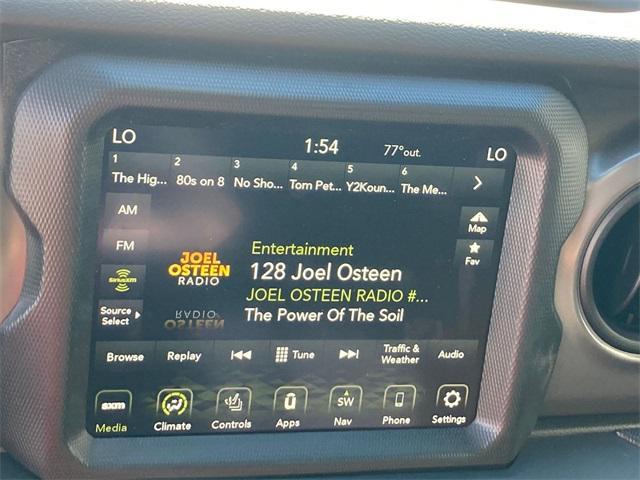 LO
1:54
77°out.
LO
1 2 3 4 5 6
The Hig... 80s on 8 No Sho... Tom Pet... Y2Koun... The Me...
AM
Map
FM
Fav
Entertainment
JOEL OSTEEN RADIO
128 Joel Osteen
SiriusXM
JOEL OSTEEN RADIO #...
Source Select
The Power Of The Soil
Browse Replay Tune Traffic & Weather Audio
SW
Media Climate Controls Apps Nav Phone Settings